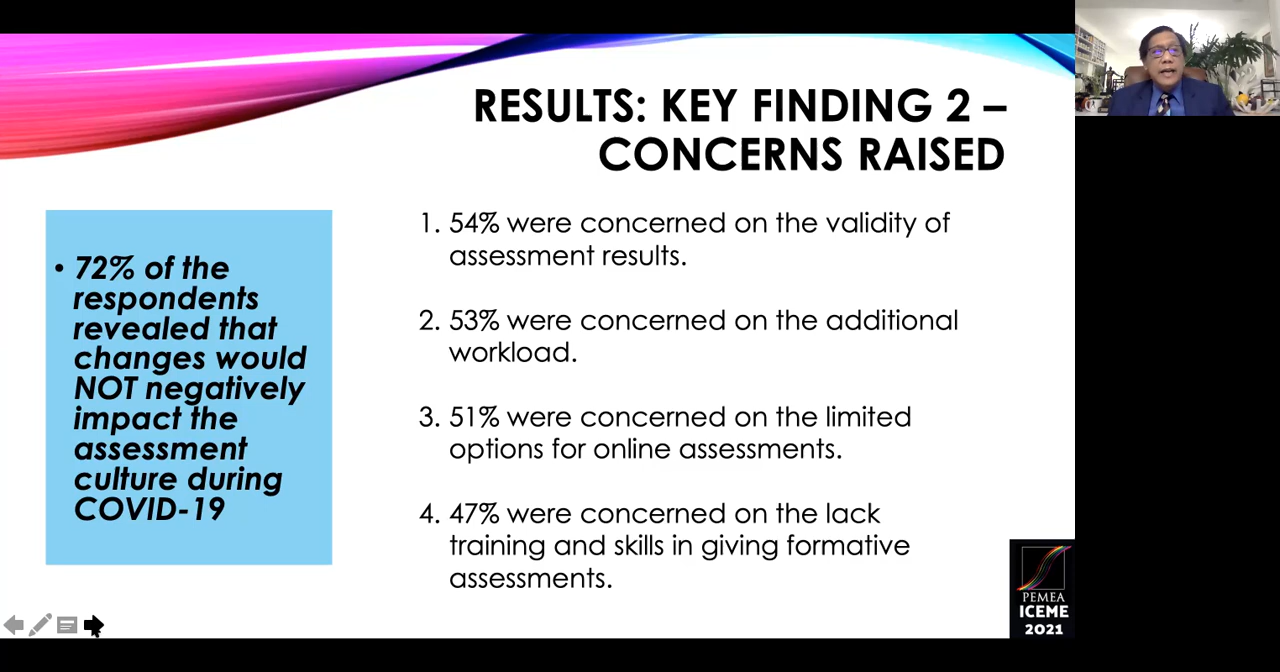 RESULTS: KEY FINDING 2 –
CONCERNS RAISED
• 72% of the
respondents
revealed that
changes would
NOT negatively
impact the
assessment
culture during
COVID-19
1. 54% were concerned on the validity of
assessment results.
2. 53% were concerned on the additional
workload.
3. 51% were concerned on the limited
options for online assessments.
4. 47% were concerned on the lack
training and skills in giving formative
assessments.
PEMEA
ICEME
2021